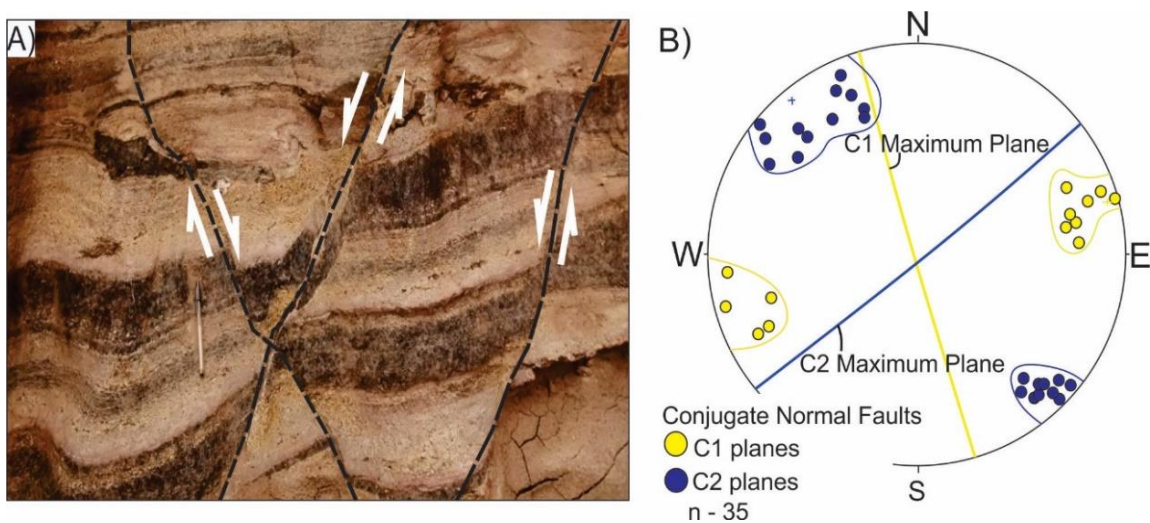 A)
B)
N
C1 Maximum Plane
W
E
C2 Maximum Plane
Conjugate Normal Faults
C1 planes
C2 planes
S
n - 35